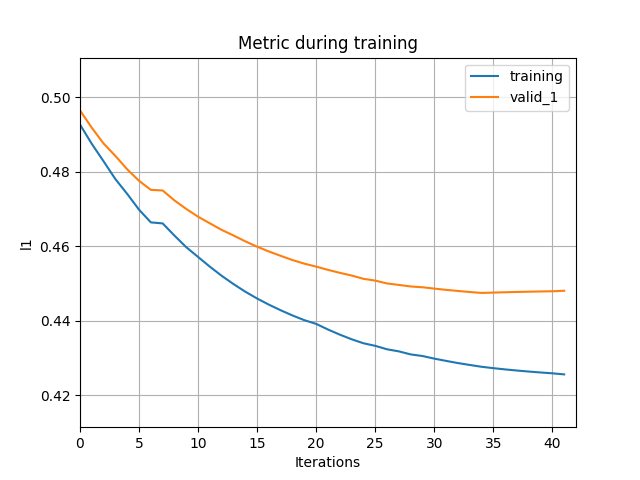 Metric during training
training
valid_1
0.50
0.48
0.46
0.44
0.42
l1
0 5 10 15 20 25 30 35 40
Iterations